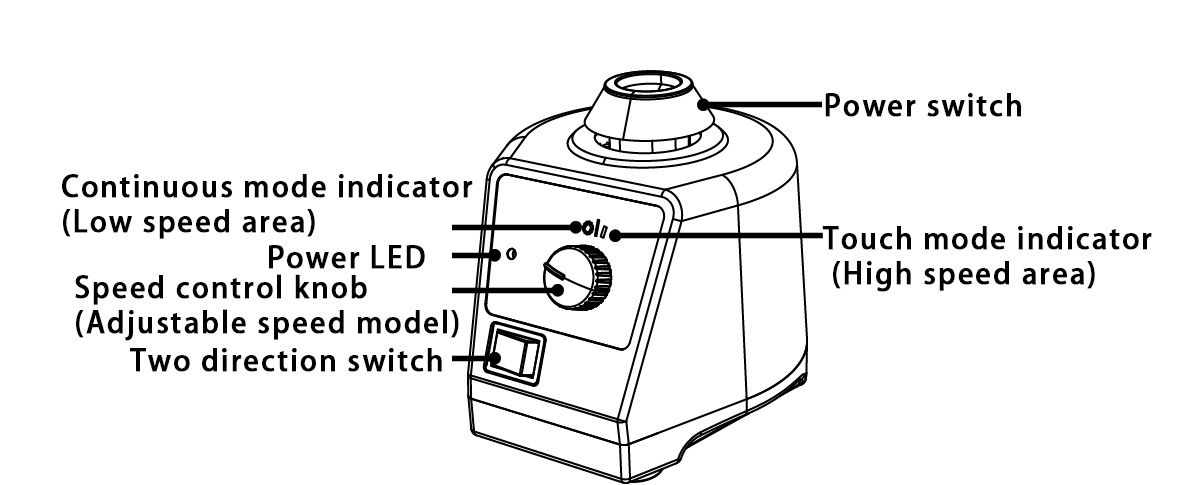 Power switch
Continuous mode indicator
(Low speed area)
Touch mode indicator
(High speed area)
Power LED
Speed control knob
(Adjustable speed model)
Two direction switch